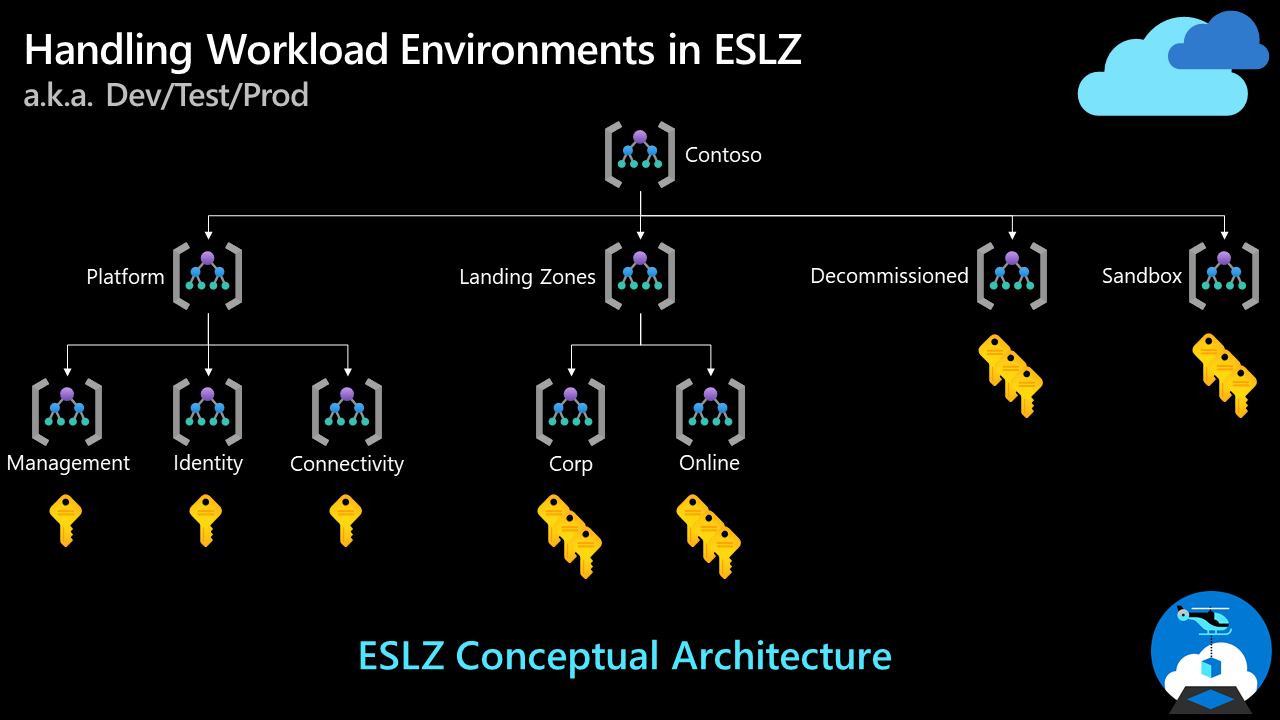 Handling Workload Environments in ESLZ
a.k.a. Dev/Test/Prod
Contoso
Platform
Landing Zones
Decommissioned
Sandbox
Management
Identity
Connectivity
Corp
Online
ESLZ Conceptual Architecture